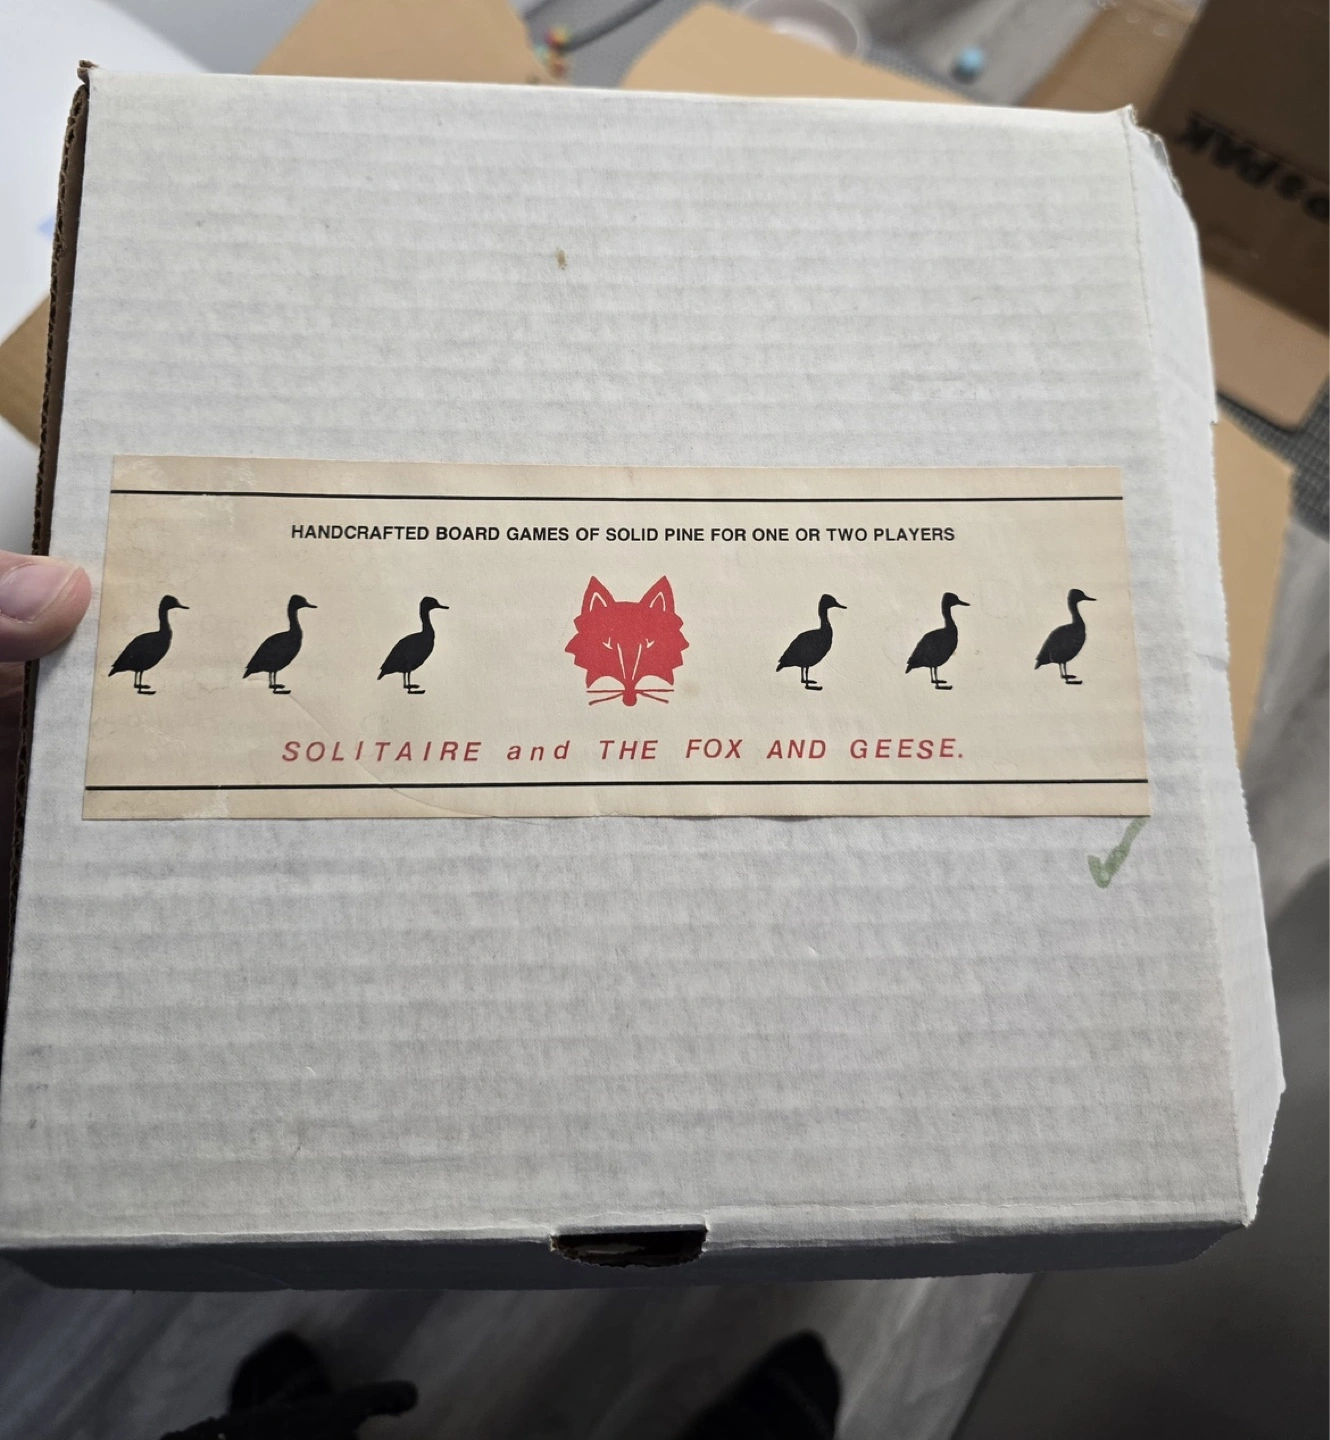 HANDCRAFTED BOARD GAMES OF SOLID PINE FOR ONE OR TWO PLAYERS
SOLITAIRE and THE FOX AND GEESE.